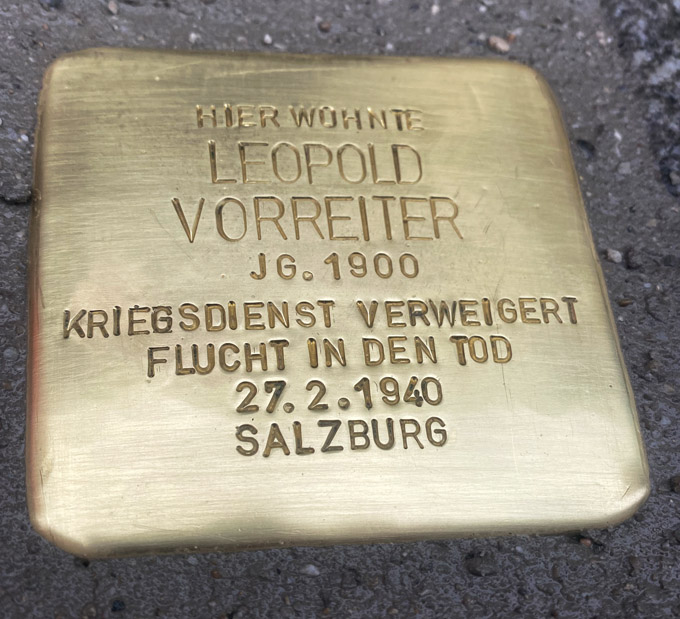 HIER WOHNTE
LEOPOLD
VORREITER
JG. 1900
KRIEGSDIENST VERWEIGERT
FLUCHT IN DEN TOD
27. 2. 1940
SALZBURG